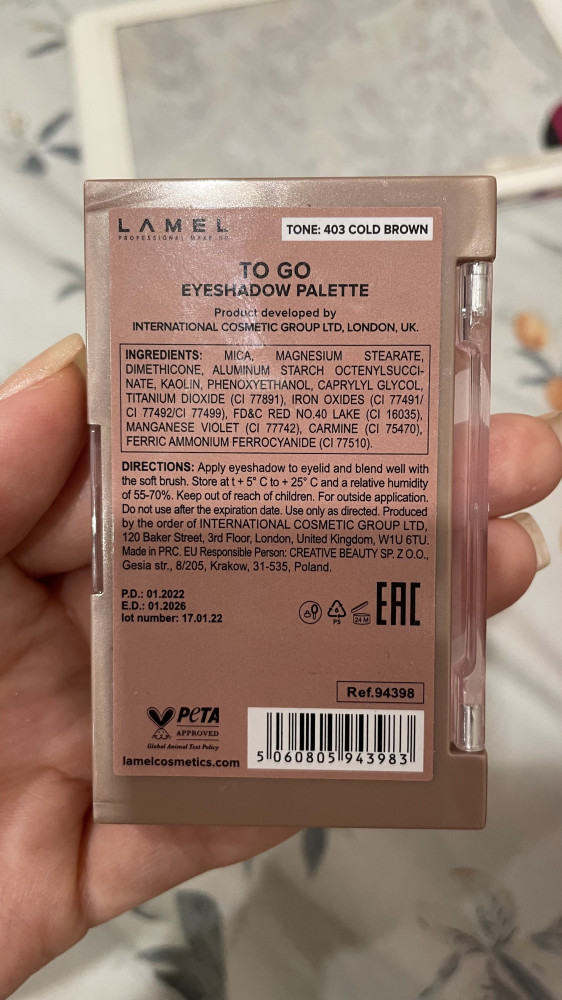 LAMEL
PROFESSIONAL MAKE UP
TONE: 403 COLD BROWN
TO GO
EYESHADOW PALETTE
Product developed by
INTERNATIONAL COSMETIC GROUP LTD, LONDON, UK.
INGREDIENTS: MICA, MAGNESIUM STEARATE,
DIMETHICONE, ALUMINUM STARCH OCTENYLSUCCI-
NATE, KAOLIN, PHENOXYETHANOL, CAPRYLYL GLYCOL,
TITANIUM DIOXIDE (CI 77891), IRON OXIDES (CI 77491/
CI 77492/CI 77499), FD&C RED NO.40 LAKE (CI 16035),
MANGANESE VIOLET (CI 77742), CARMINE (CI 75470),
FERRIC AMMONIUM FERROCYANIDE (CI 77510).
DIRECTIONS: Apply eyeshadow to eyelid and blend well with
the soft brush. Store at t + 5° C to + 25° C and a relative humidity
of 55-70%. Keep out of reach of children. For outside application.
Do not use after the expiration date. Use only as directed. Produced
by the order of INTERNATIONAL COSMETIC GROUP LTD,
120 Baker Street, 3rd Floor, London, United Kingdom, W1U 6TU.
Made in PRC. EU Responsible Person: CREATIVE BEAUTY SP. Z O.O.,
Gesia str., 8/205, Krakow, 31-535, Poland.
P.D.: 01.2022
E.D.: 01.2026
lot number: 17.01.22
6
PS
24 M
EAC
Ref.94398
PETA
APPROVED
Global Animal Test Policy
lamelcosmetics.com
5 060805 943983